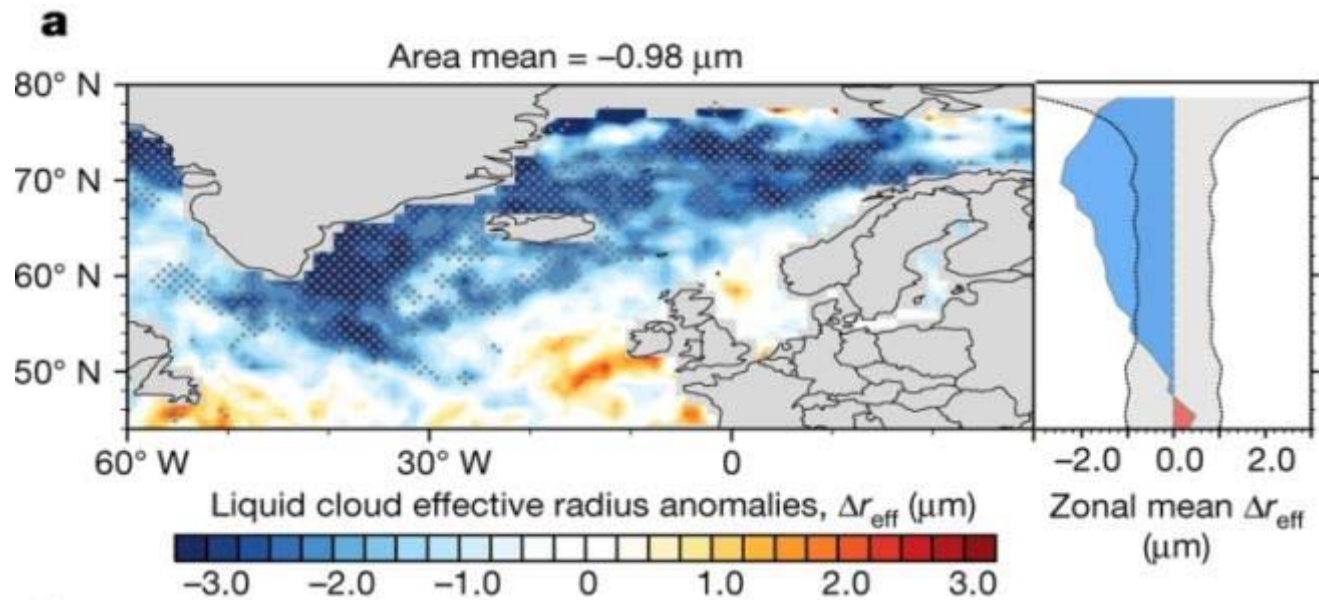 a
Area mean = –0.98 μm
80° N
70° N
60° N
50° N
60° W 30° W 0
–2.0 0.0 2.0
Liquid cloud effective radius anomalies, Δreff (μm)
Zonal mean Δreff
(μm)
–3.0 –2.0 –1.0 0 1.0 2.0 3.0